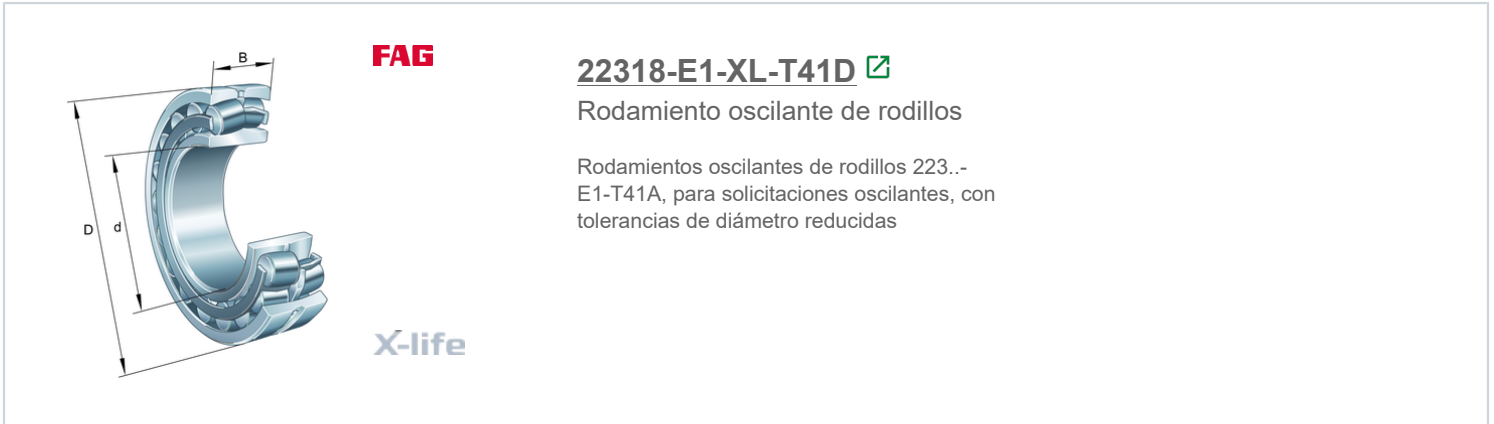 B
FAG
22318-E1-XL-T41D
Rodamiento oscilante de rodillos
Rodamientos oscilantes de rodillos 223..-
E1-T41A, para solicitaciones oscilantes, con
tolerancias de diámetro reducidas
D
d
X-life